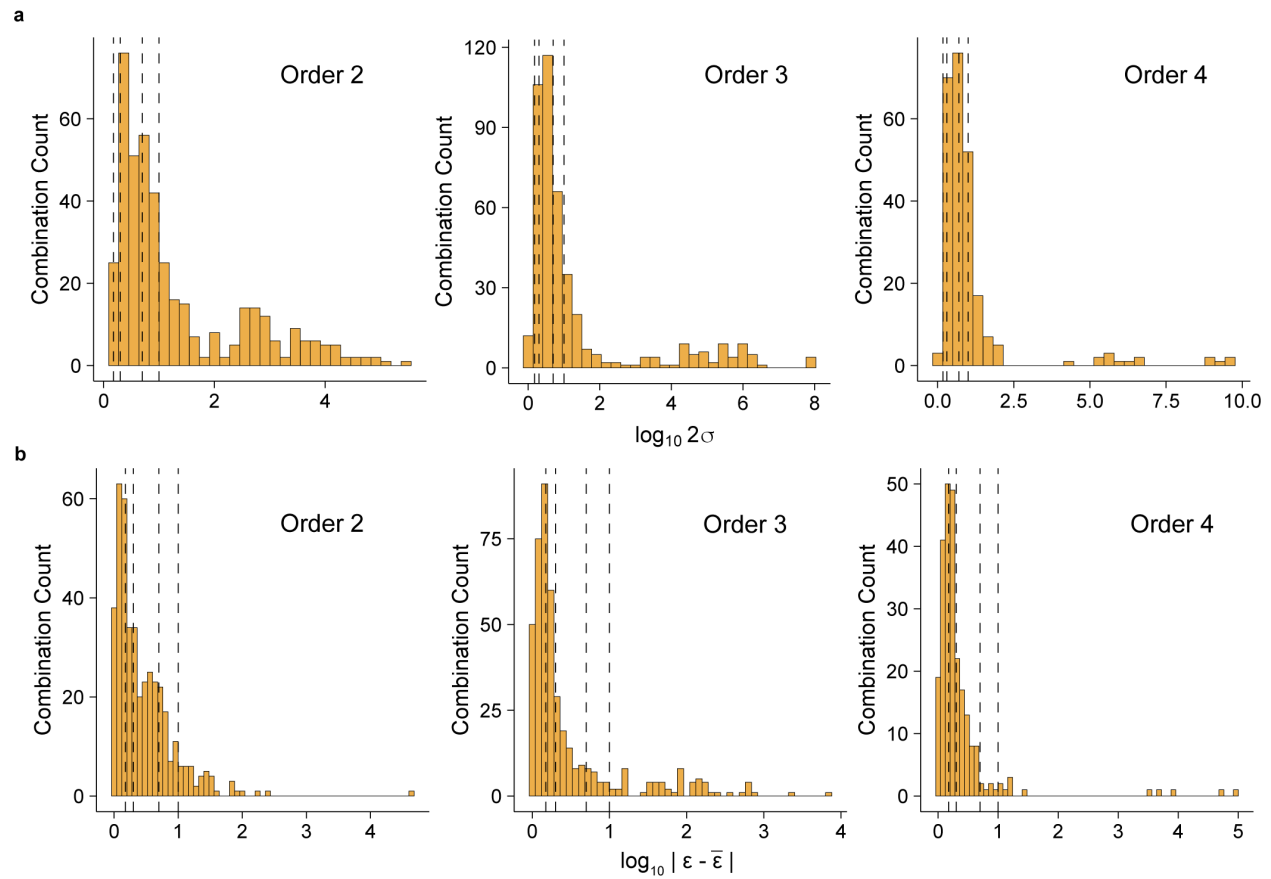 a
Order 2
Combination Count
60
40
20
0
0 2 4
Order 3
Combination Count
120
90
60
30
0
0 2 4 6 8
log₁₀ 2σ
Order 4
Combination Count
60
40
20
0
0.0 2.5 5.0 7.5 10.0
b
Order 2
Combination Count
60
40
20
0
0 1 2 3 4
Order 3
Combination Count
75
50
25
0
0 1 2 3 4
log₁₀ | ε - ε̅ |
Order 4
Combination Count
50
40
30
20
10
0
0 1 2 3 4 5